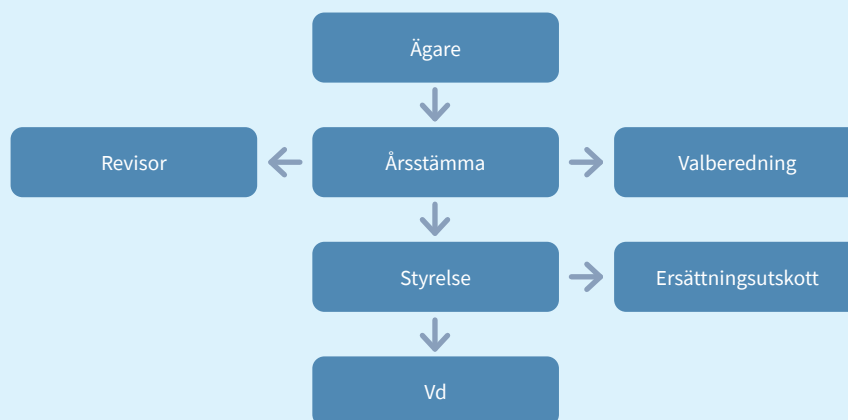 Ägare
Revisor
Årsstämma
Valberedning
Styrelse
Ersättningsutskott
Vd